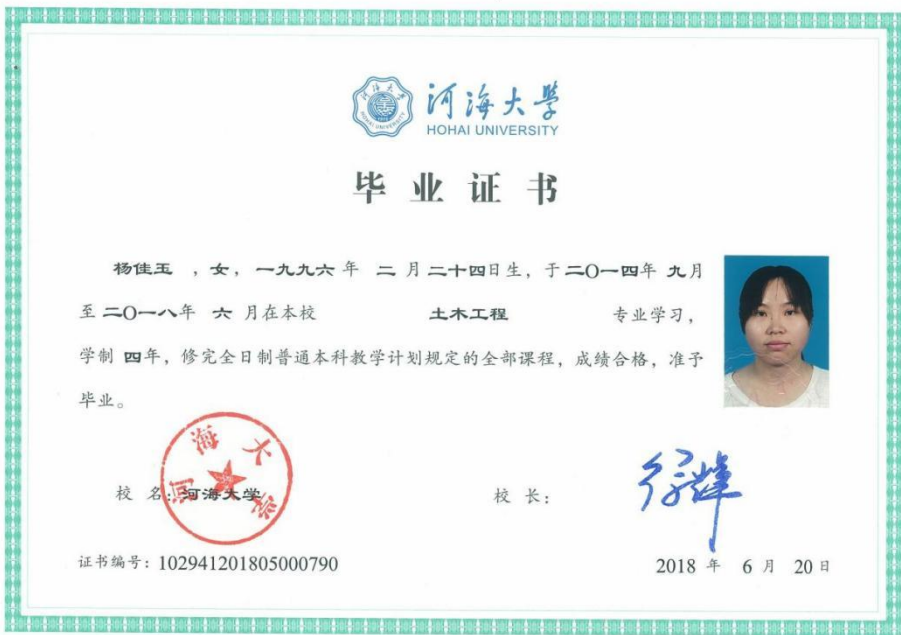 河海大学
HOHAI UNIVERSITY
毕业证书
杨佳玉 ，女，一九九六 年 二 月 二十四日生，于 二〇一四年 九月
至 二〇一八年 六 月在本校 土木工程 专业学习，
学制 四年，修完全日制普通本科教学计划规定的全部课程，成绩合格，准予
毕业。
河海大学
校 名：河海大学 校 长：
证书编号：102941201805000790 2018 年 6 月 20 日